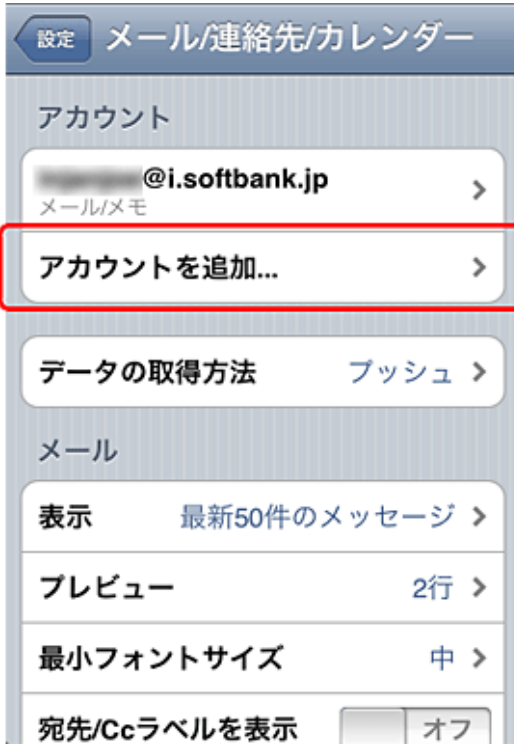 設定
メール/連絡先/カレンダー
アカウント
@i.softbank.jp
メール/メモ
アカウントを追加...
データの取得方法 プッシュ
メール
表示 最新50件のメッセージ
プレビュー 2行
最小フォントサイズ 中
宛先/Ccラベルを表示 オフ